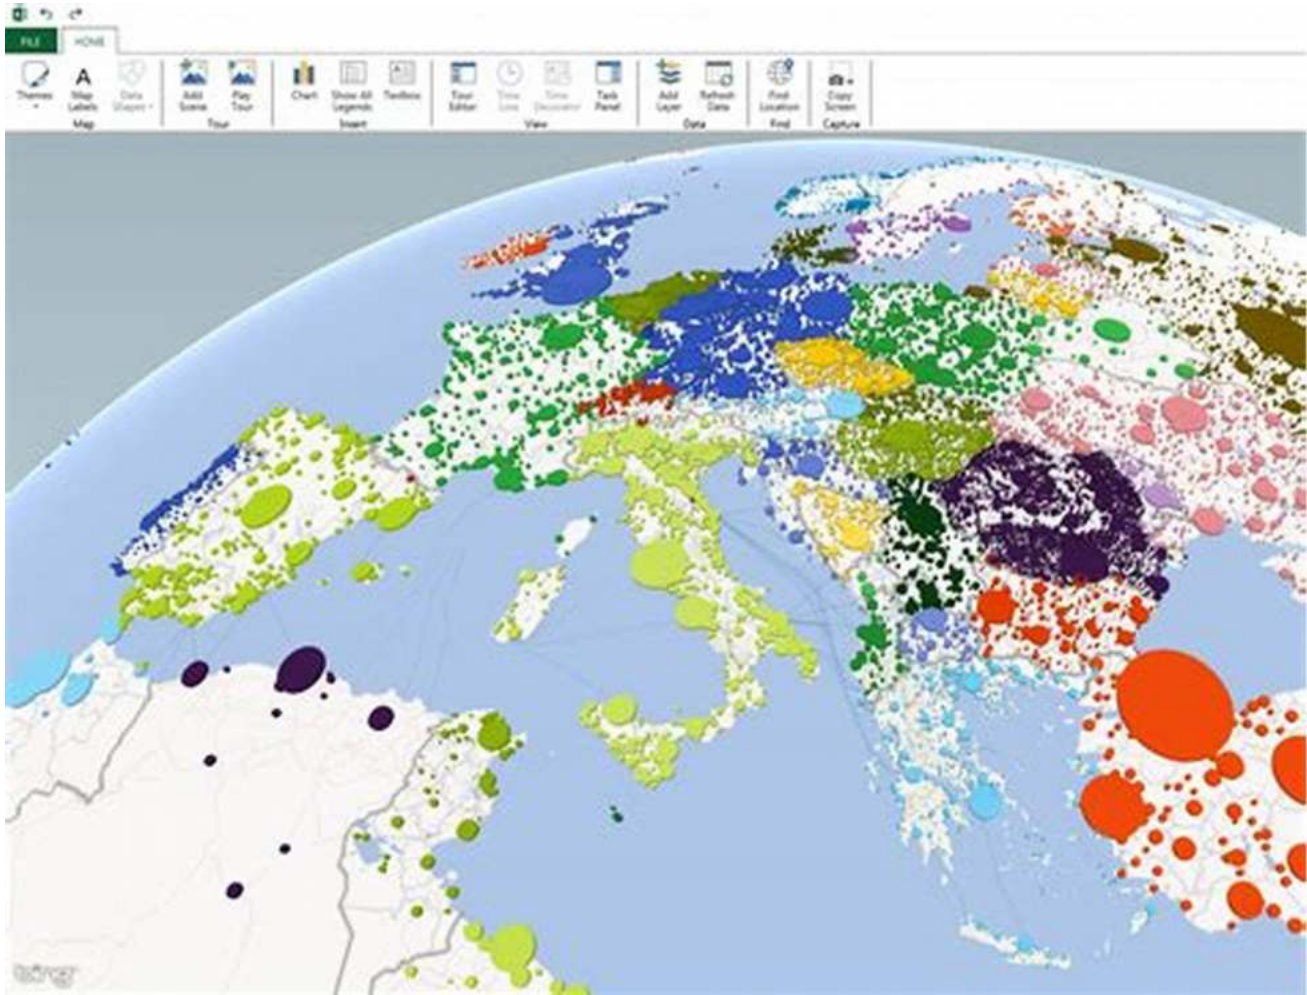 FILE HOME
Themes Map Labels Data Shapes Add Scene Play Tour Chart Show All Legends Textbox Tour Editor Time Line Time Decorator Task Panel Add Layer Refresh Data Find Location Copy Screen
Map Tour Insert View Data Find Capture
bing